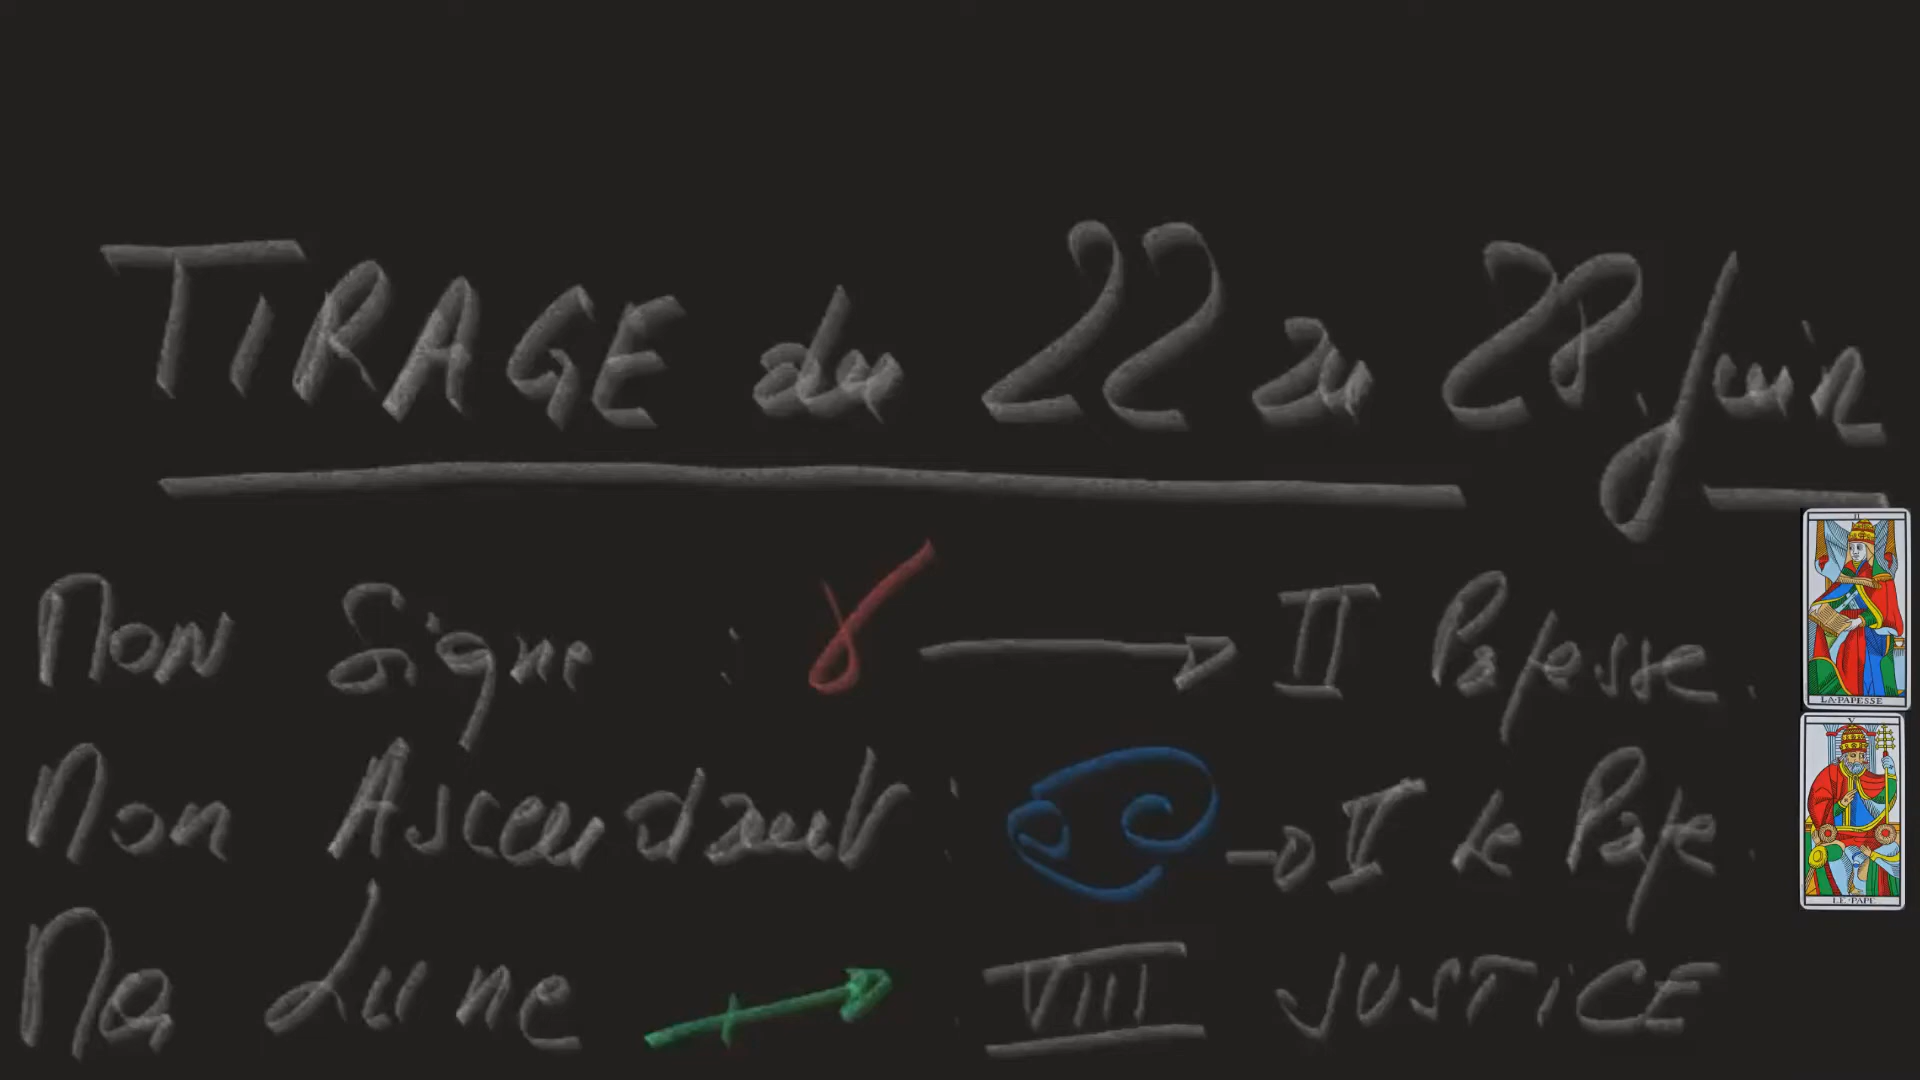 TIRAGE du 22 au 28 Juin
Mon Signe : ♈ → II Papesse.
II
LA PAPESSE
Mon Ascendant : ♋ → V Le Pape.
V
LE PAPE
Ma Lune ♐ : VIII JUSTICE